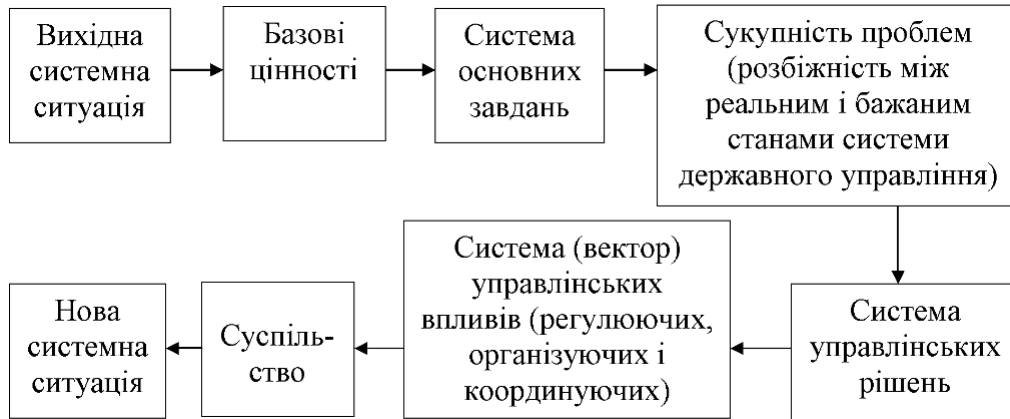 Вихідна
системна
ситуація
Базові
цінності
Система
основних
завдань
Сукупність проблем
(розбіжність між
реальним і бажаним
станами системи
державного управління)
Система
управлінських
рішень
Система (вектор)
управлінських
впливів (регулюючих,
організуючих і
координуючих)
Суспіль-
ство
Нова
системна
ситуація